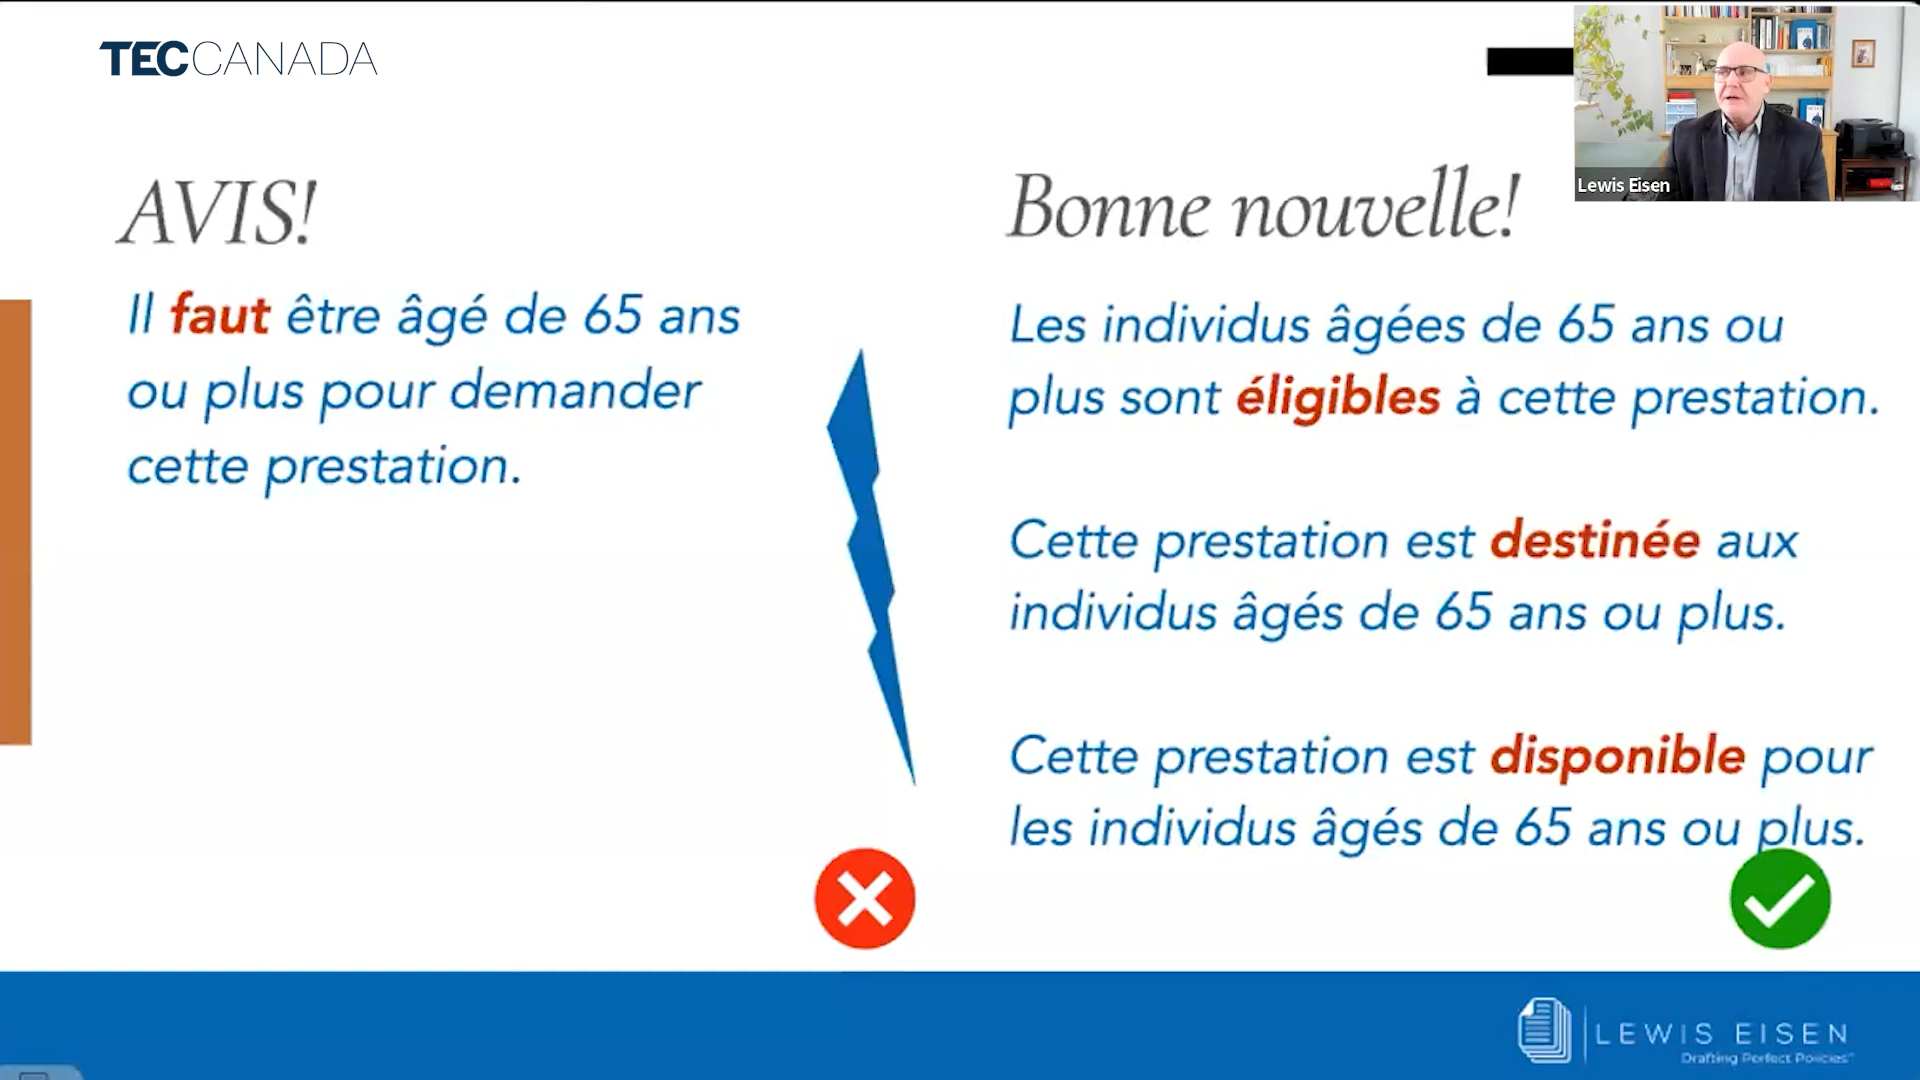 TEC CANADA
Lewis Eisen
AVIS!
Il faut être âgé de 65 ans
ou plus pour demander
cette prestation.
Bonne nouvelle!
Les individus âgées de 65 ans ou
plus sont éligibles à cette prestation.
Cette prestation est destinée aux
individus âgés de 65 ans ou plus.
Cette prestation est disponible pour
les individus âgés de 65 ans ou plus.
LEWIS EISEN
Drafting Perfect Policies™